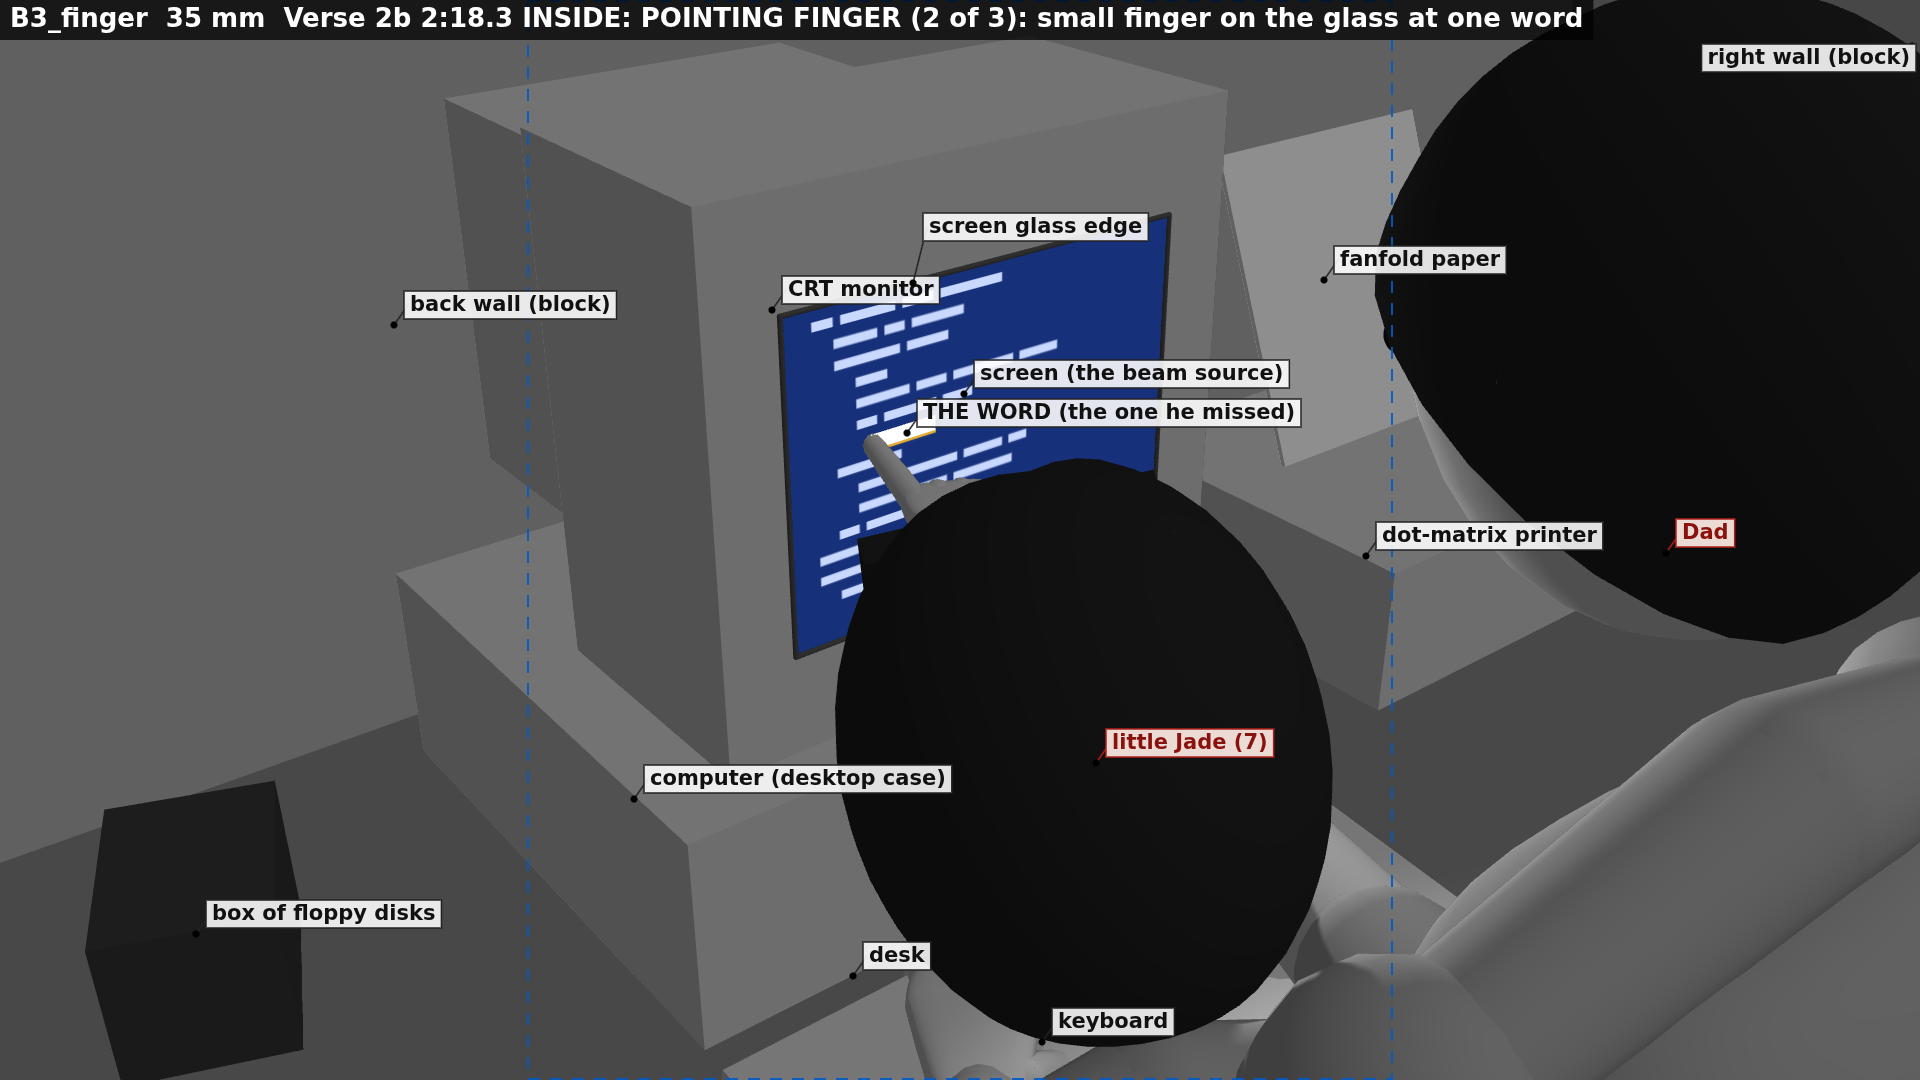 B3_finger 35 mm Verse 2b 2:18.3 INSIDE: POINTING FINGER (2 of 3): small finger on the glass at one word
right wall (block)
screen glass edge
fanfold paper
CRT monitor
back wall (block)
screen (the beam source)
THE WORD (the one he missed)
dot-matrix printer
Dad
little Jade (7)
computer (desktop case)
box of floppy disks
desk
keyboard